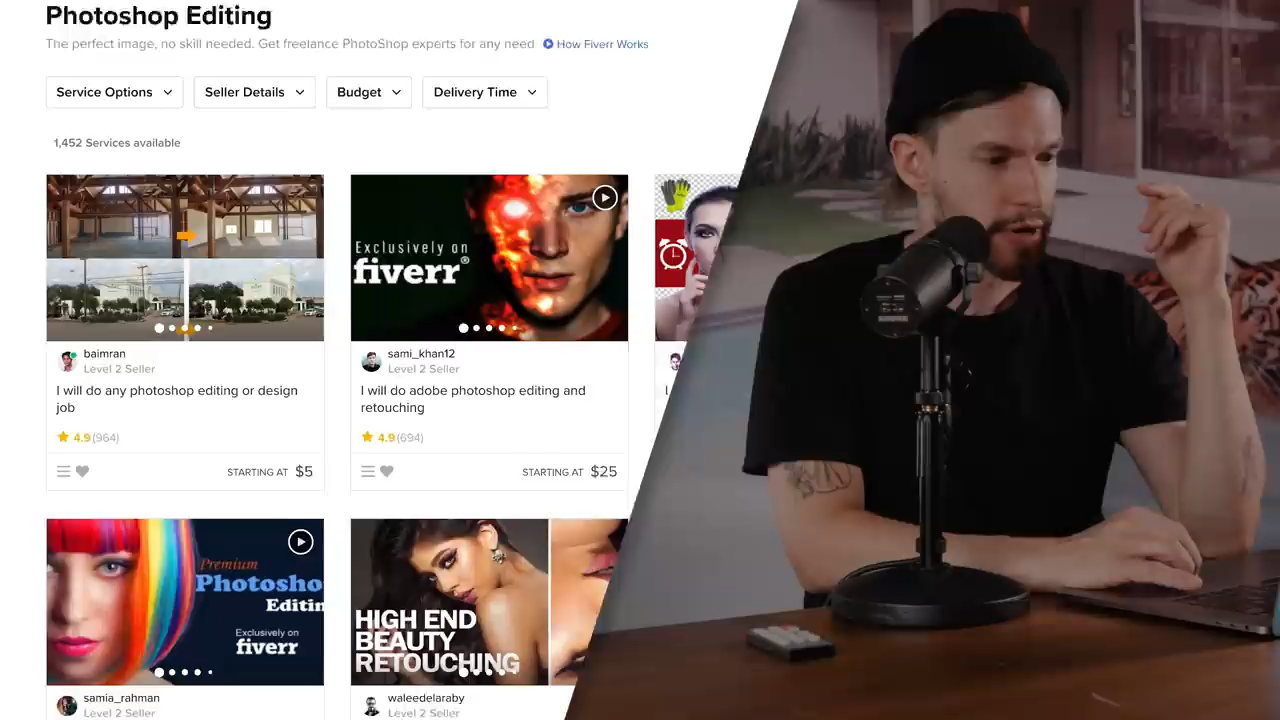 Photoshop Editing
The perfect image, no skill needed. Get freelance PhotoShop experts for any need
How Fiverr Works
Service Options
Seller Details
Budget
Delivery Time
1,452 Services available
Exclusively on
fiverr®
baimran
Level 2 Seller
I will do any photoshop editing or design
job
4.9 (964)
STARTING AT $5
sami_khan12
Level 2 Seller
I will do adobe photoshop editing and
retouching
4.9 (694)
STARTING AT $25
Premium
Photosho
Editin
Exclusively on
fiverr
samia_rahman
Level 2 Seller
HIGH END
BEAUTY
RETOUCHING
waleedelaraby
Level 2 Seller